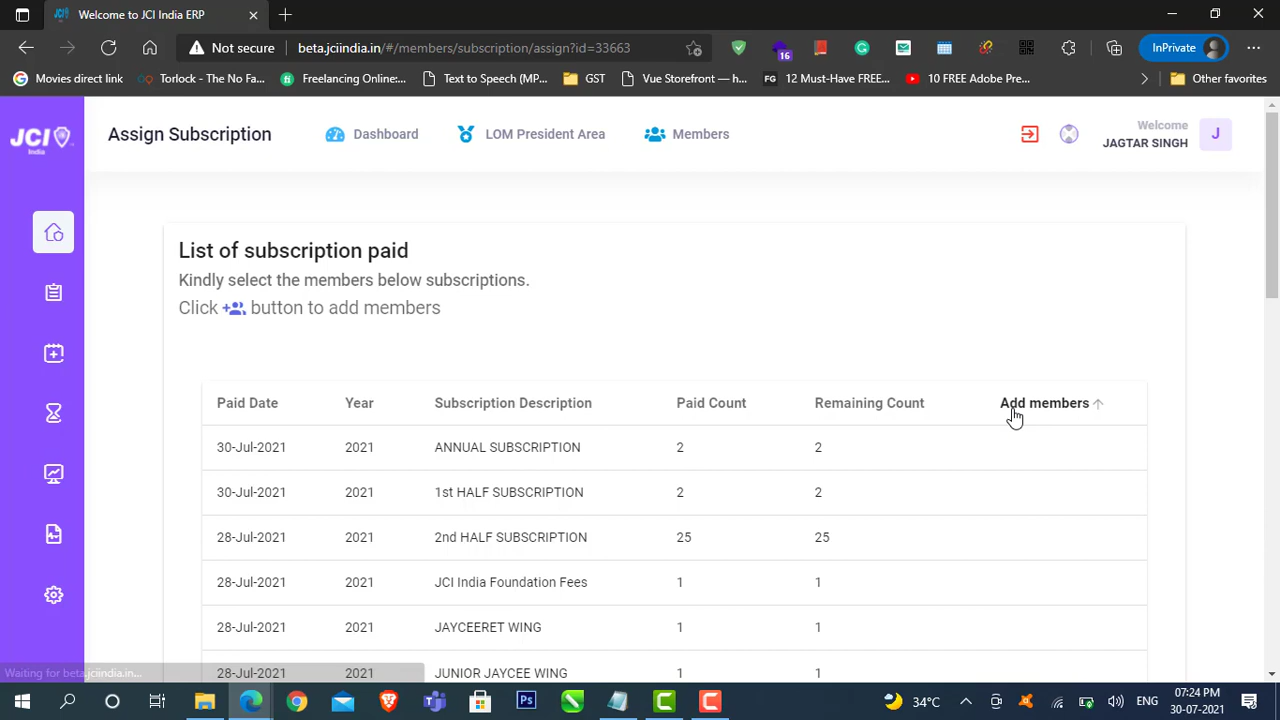 Welcome to JCI India ERP
Not secure beta.jciindia.in/#/members/subscription/assign?id=33663 16 InPrivate
Movies direct link Torlock - The No Fa... Freelancing Online... Text to Speech (MP... GST Vue Storefront — h... FG 12 Must-Have FREE... 10 FREE Adobe Pre... Other favorites
JCI India Assign Subscription Dashboard LOM President Area Members Welcome JAGTAR SINGH J
List of subscription paid
Kindly select the members below subscriptions.
Click button to add members
Paid Date Year Subscription Description Paid Count Remaining Count Add members
30-Jul-2021 2021 ANNUAL SUBSCRIPTION 2 2
30-Jul-2021 2021 1st HALF SUBSCRIPTION 2 2
28-Jul-2021 2021 2nd HALF SUBSCRIPTION 25 25
28-Jul-2021 2021 JCI India Foundation Fees 1 1
28-Jul-2021 2021 JAYCEERET WING 1 1
28-Jul-2021 2021 JUNIOR JAYCEE WING 1 1
Waiting for beta.jciindia.in...
34°C ENG 07:24 PM
30-07-2021